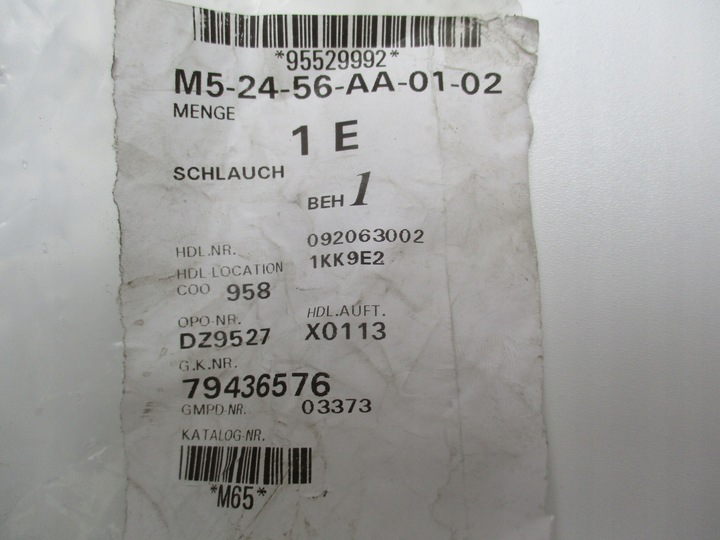 *95529992*
M5-24-56-AA-01-02
MENGE
1 E
SCHLAUCH
BEH 1
HDL.NR. 092063002
HDL LOCATION 1KK9E2
COO 958
OPO-NR. HDL.AUFT.
DZ9527 X0113
G.K.NR.
79436576
GMPD-NR. 03373
KATALOG-NR.
*M65*